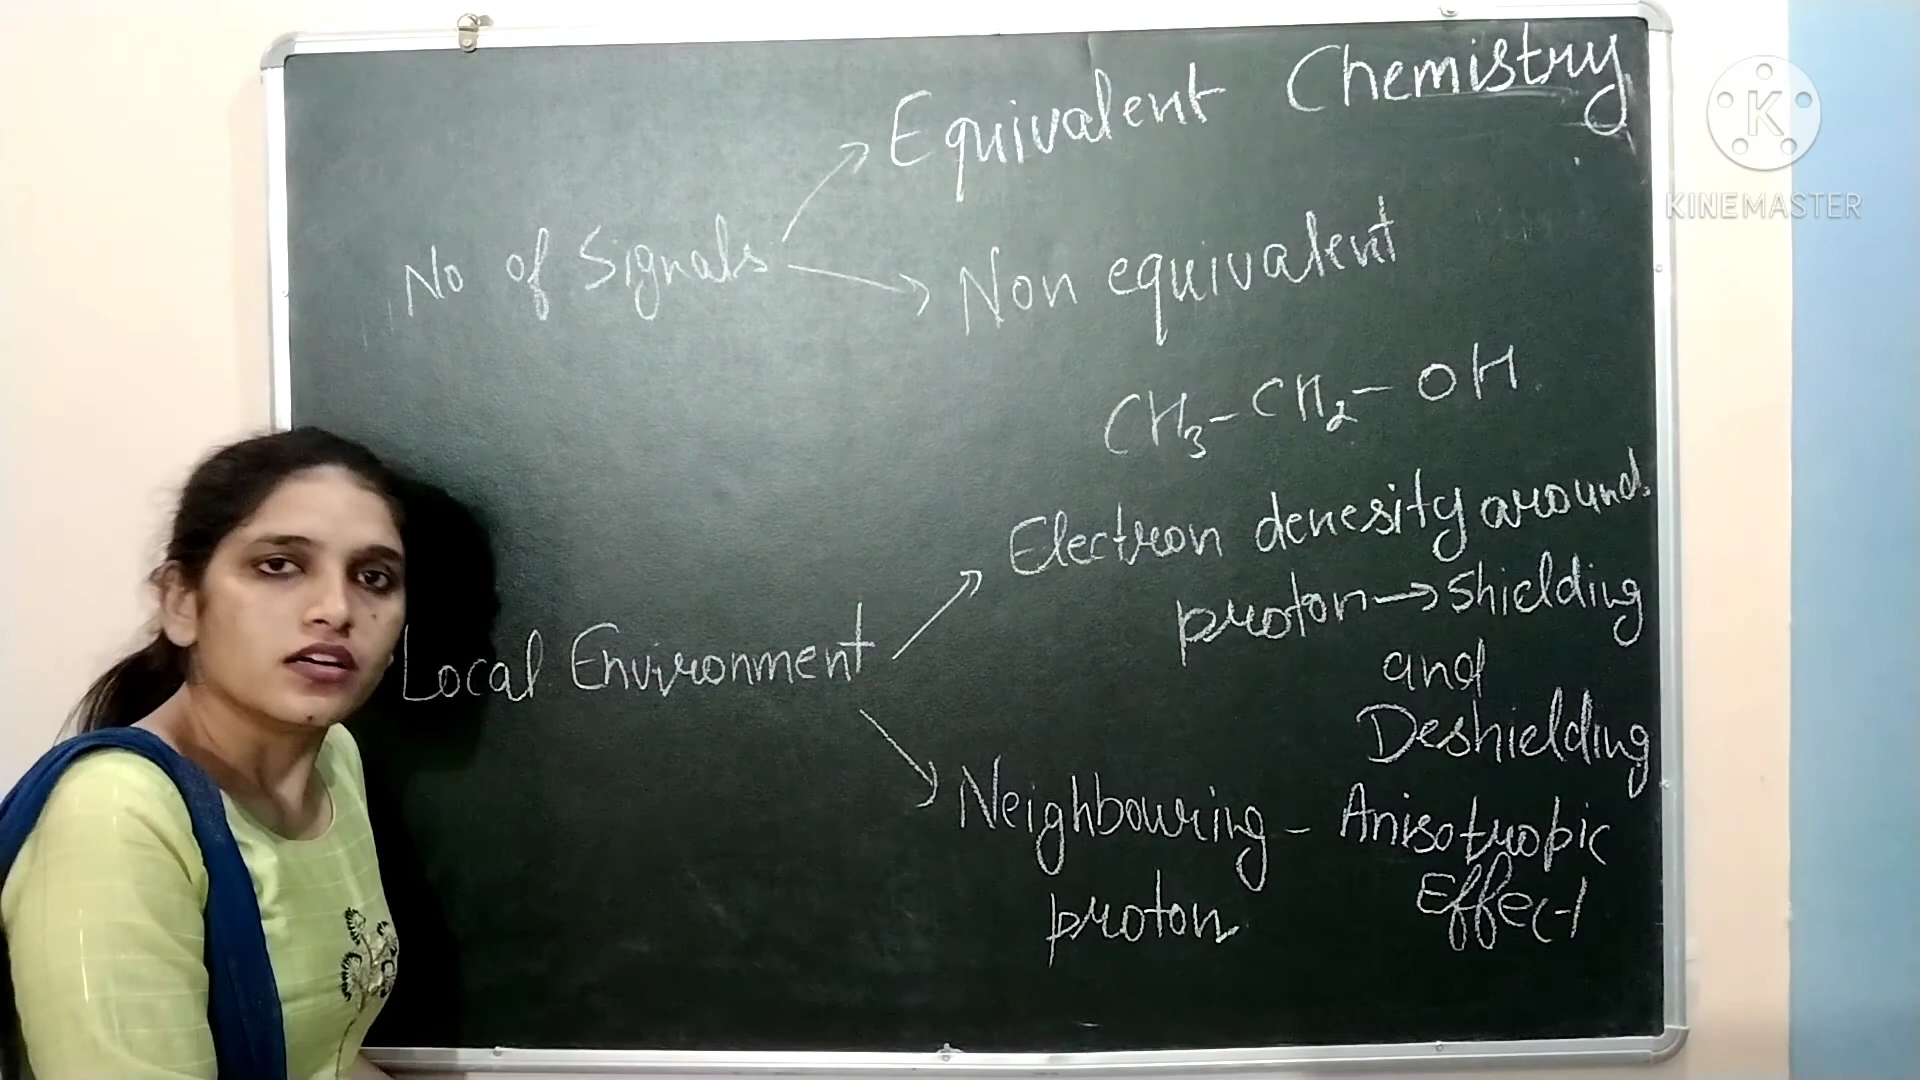 Chemistry
Equivalent
No of Signals
Non equivalent
CH3-CH2-OH
Electron denesity around
proton→Shielding
and
Deshielding
Local Environment
Neighbouring - Anisotropic
proton Effect
K
KINEMASTER